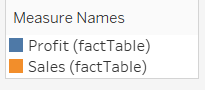 Measure Names
Profit (factTable)
Sales (factTable)